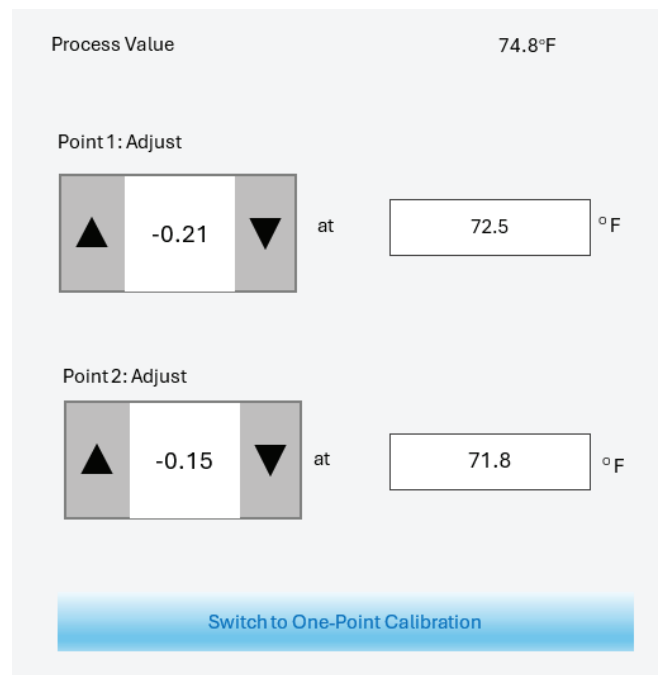 Process Value 74.8°F
Point 1: Adjust
-0.21 at 72.5 °F
Point 2: Adjust
-0.15 at 71.8 °F
Switch to One-Point Calibration